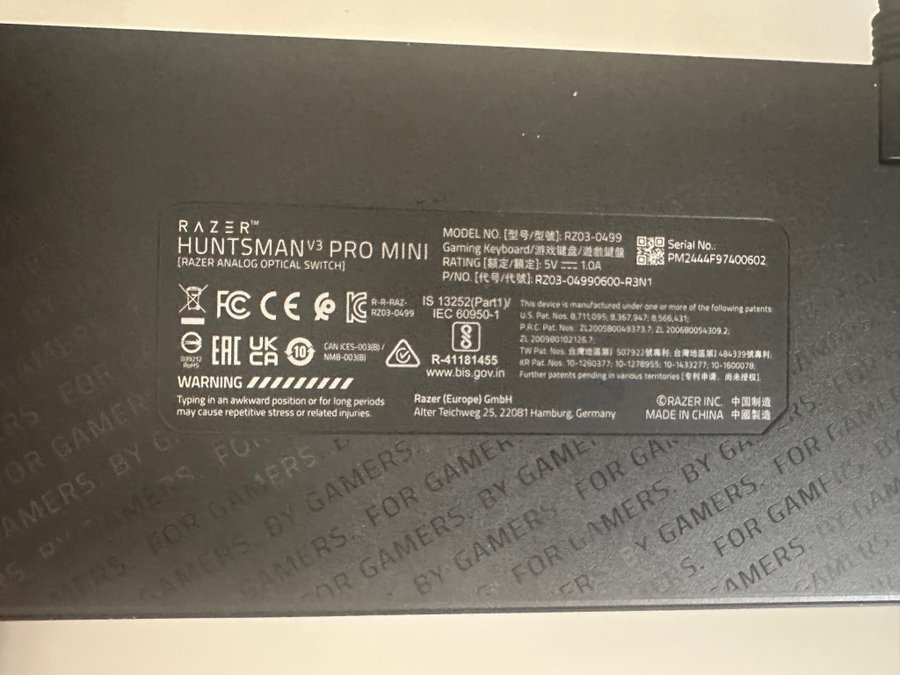 RAZER™
HUNTSMAN V3 PRO MINI
[RAZER ANALOG OPTICAL SWITCH]
MODEL NO. [型号/型號]: RZ03-0499
Gaming Keyboard/游戏键盘/遊戲鍵盤
RATING [额定/額定]: 5V ⎓ 1.0A
P/NO. [代号/代號]: RZ03-04990600-R3N1
Serial No.:
PM2444F97400602
FC CE
R-R-RAZ-
RZ03-0499
IS 13252(Part1)/
IEC 60950-1
R-41181455
www.bis.gov.in
RoHS
EAC UKCA 10
CAN ICES-003(B) /
NMB-003(B)
This device is manufactured under one or more of the following patents:
U.S. Pat. Nos. 8,711,095; 8,367,947; 8,566,431;
P.R.C. Pat. Nos.: ZL200580049373.7; ZL 200680054309.2;
ZL 200980102126.7;
TW Pat. Nos. 台灣地區第I 507922號專利; 台灣地區第I 484339號專利;
KR Pat. Nos. 10-1260377; 10-1278955; 10-1433277; 10-1600078;
Further patents pending in various territories [专利申请、尚未授权].
WARNING
Typing in an awkward position or for long periods
may cause repetitive stress or related injuries.
Razer (Europe) GmbH
Alter Teichweg 25, 22081 Hamburg, Germany
©RAZER INC. 中国制造
MADE IN CHINA 中國製造
FOR GAMERS. BY GAMERS. FOR GAMERS. BY GAMERS.